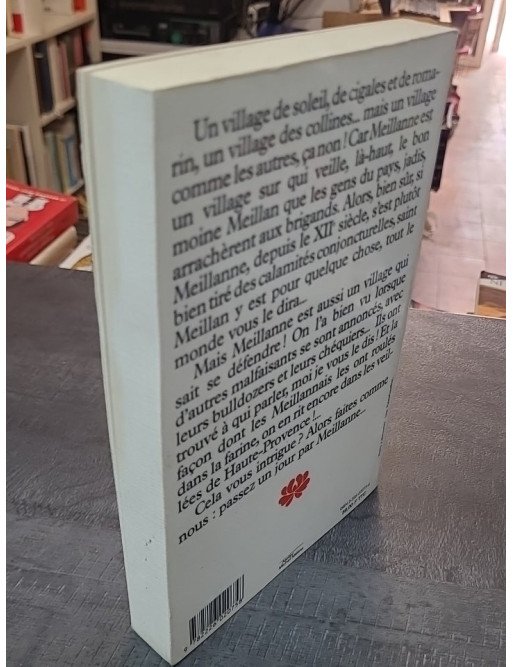 Un village de soleil, de cigales et de roma-
rin, un village des collines... mais un village
comme les autres, ça non ! Car Meillanne est
un village sur qui veille, là-haut, le bon
moine Meillan que les gens du pays, jadis,
arrachèrent aux brigands. Alors, bien sûr, si
Meillanne, depuis le XIIe siècle, s'est plutôt
bien tiré des calamités conjoncturelles, saint
Meillan y est pour quelque chose, tout le
monde vous le dira...
Mais Meillanne est aussi un village qui
sait se défendre ! On l'a bien vu lorsque
d'autres malfaisants se sont annoncés, avec
leurs bulldozers et leurs chéquiers... Ils ont
trouvé à qui parler, moi je vous le dis ! Et la
façon dont les Meillannais les ont roulés
dans la farine, on en rit encore dans les veil-
lées de Haute-Provence !...
Cela vous intrigue ? Alors faites comme
nous : passez un jour par Meillanne...